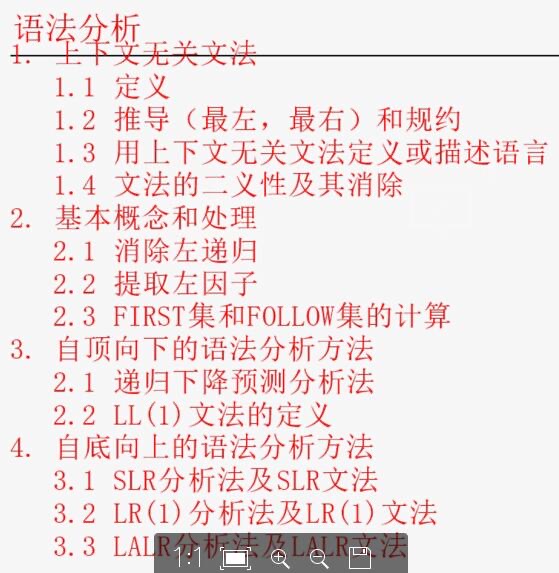 语法分析
1. 上下文无关文法
1.1 定义
1.2 推导（最左，最右）和规约
1.3 用上下文无关文法定义或描述语言
1.4 文法的二义性及其消除
2. 基本概念和处理
2.1 消除左递归
2.2 提取左因子
2.3 FIRST集和FOLLOW集的计算
3. 自顶向下的语法分析方法
2.1 递归下降预测分析法
2.2 LL(1)文法的定义
4. 自底向上的语法分析方法
3.1 SLR分析法及SLR文法
3.2 LR(1)分析法及LR(1)文法
3.3 LALR分析法及LALR文法
1:1